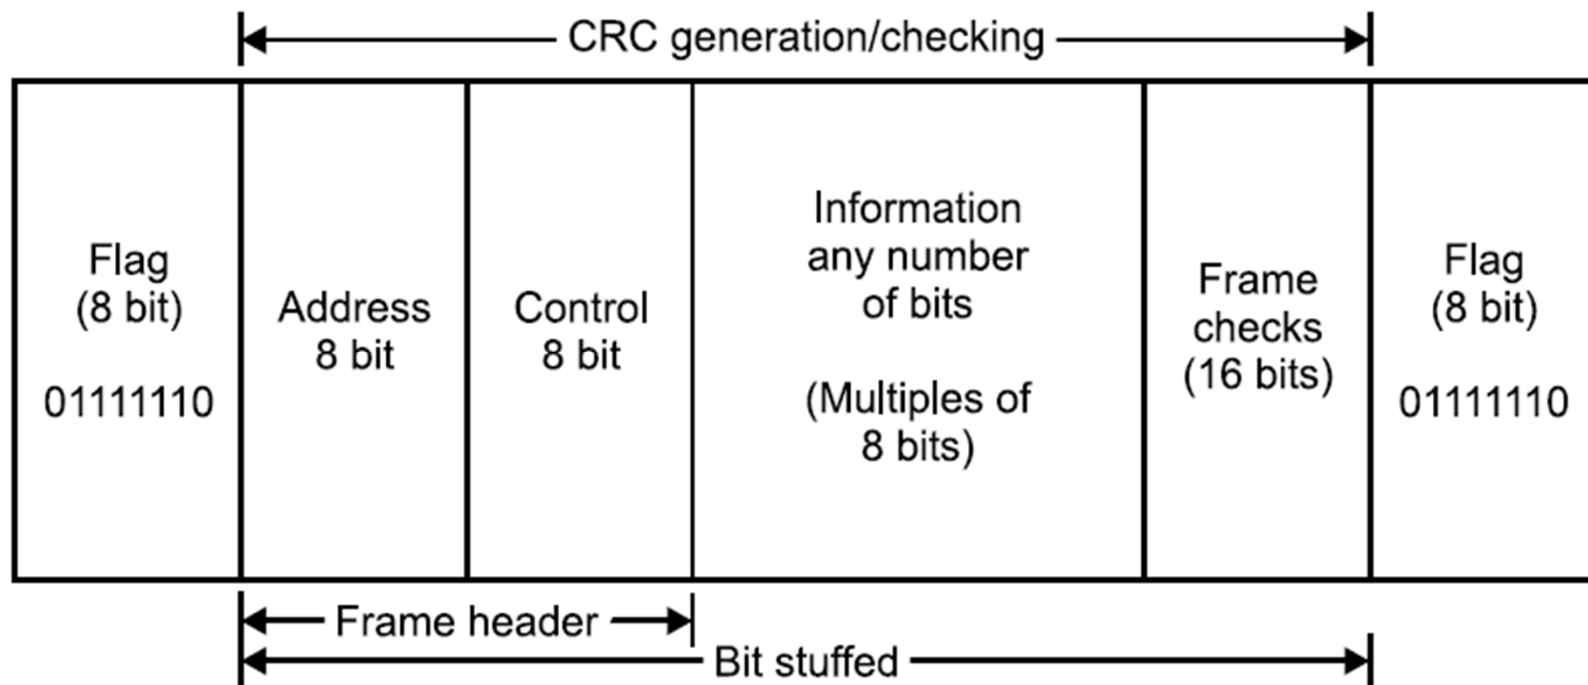 CRC generation/checking
Flag
(8 bit)
01111110
Address
8 bit
Control
8 bit
Information
any number
of bits
(Multiples of
8 bits)
Frame
checks
(16 bits)
Flag
(8 bit)
01111110
Frame header
Bit stuffed